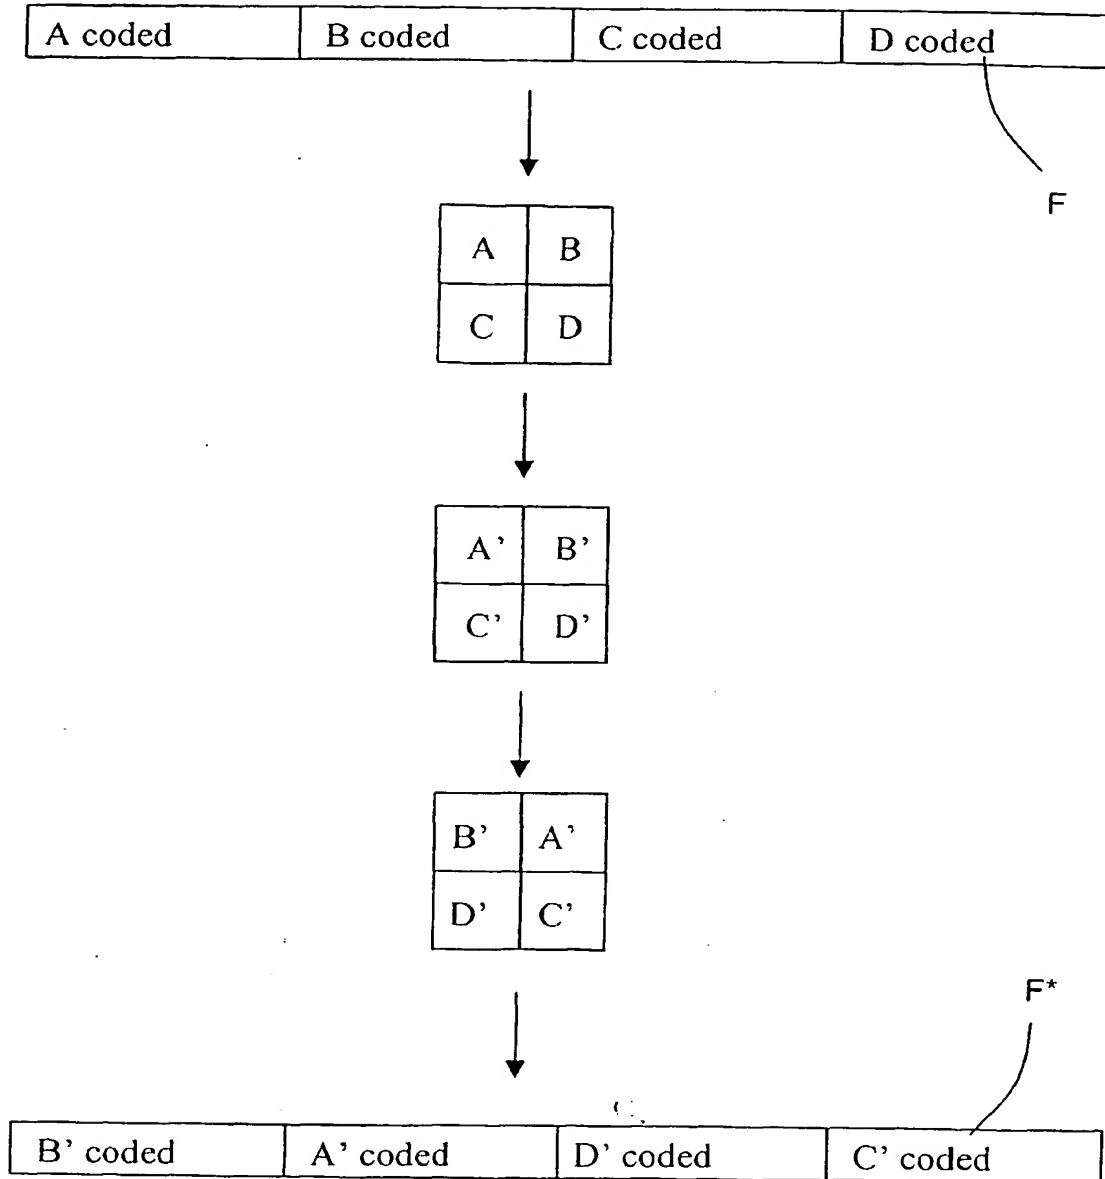 A coded B coded C coded D coded
F
A B
C D
A’ B’
C’ D’
B’ A’
D’ C’
F*
B’ coded A’ coded D’ coded C’ coded